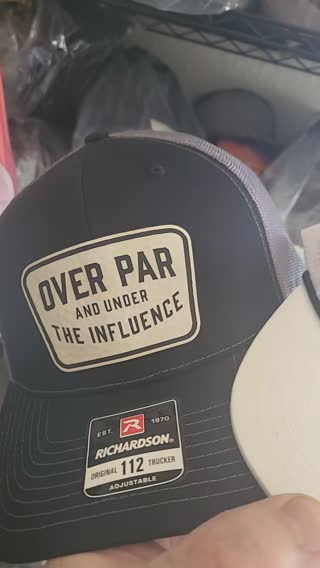 OVER PAR
AND UNDER
THE INFLUENCE
EST. R 1970
RICHARDSON®
ORIGINAL 112 TRUCKER
ADJUSTABLE